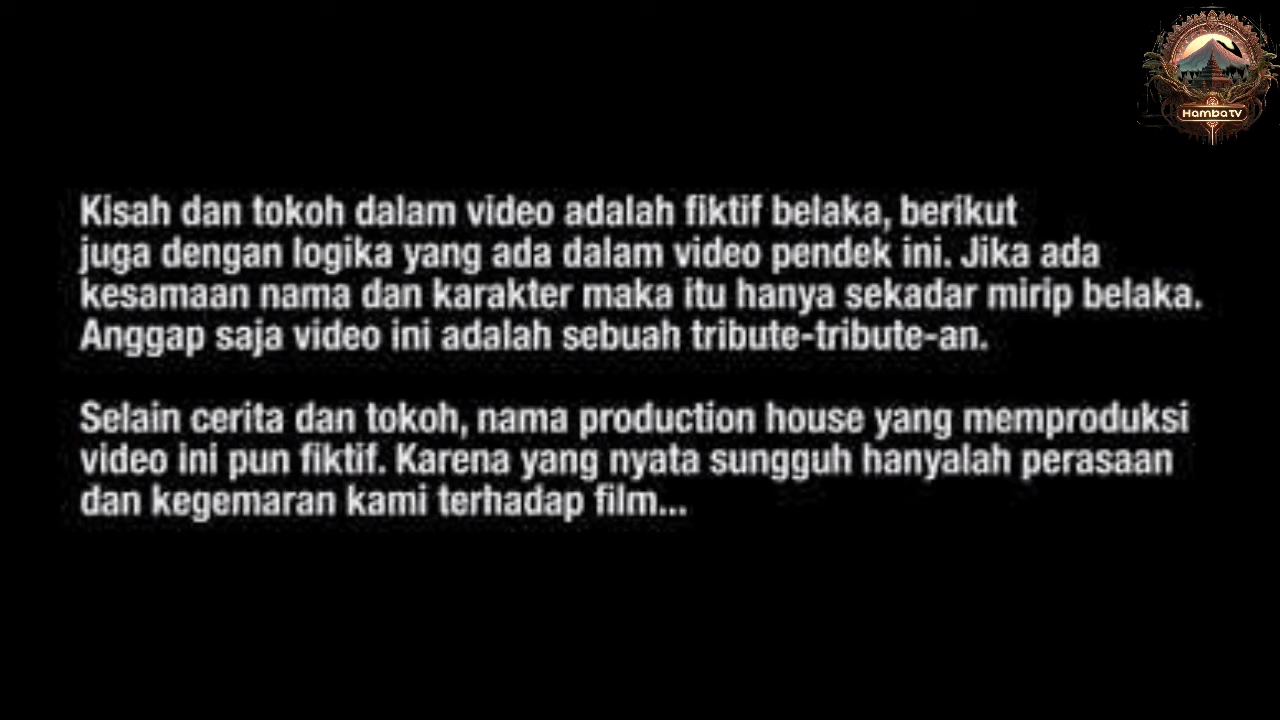 HambaTV
Kisah dan tokoh dalam video adalah fiktif belaka, berikut
juga dengan logika yang ada dalam video pendek ini. Jika ada
kesamaan nama dan karakter maka itu hanya sekadar mirip belaka.
Anggap saja video ini adalah sebuah tribute-tribute-an.
Selain cerita dan tokoh, nama production house yang memproduksi
video ini pun fiktif. Karena yang nyata sungguh hanyalah perasaan
dan kegemaran kami terhadap film...